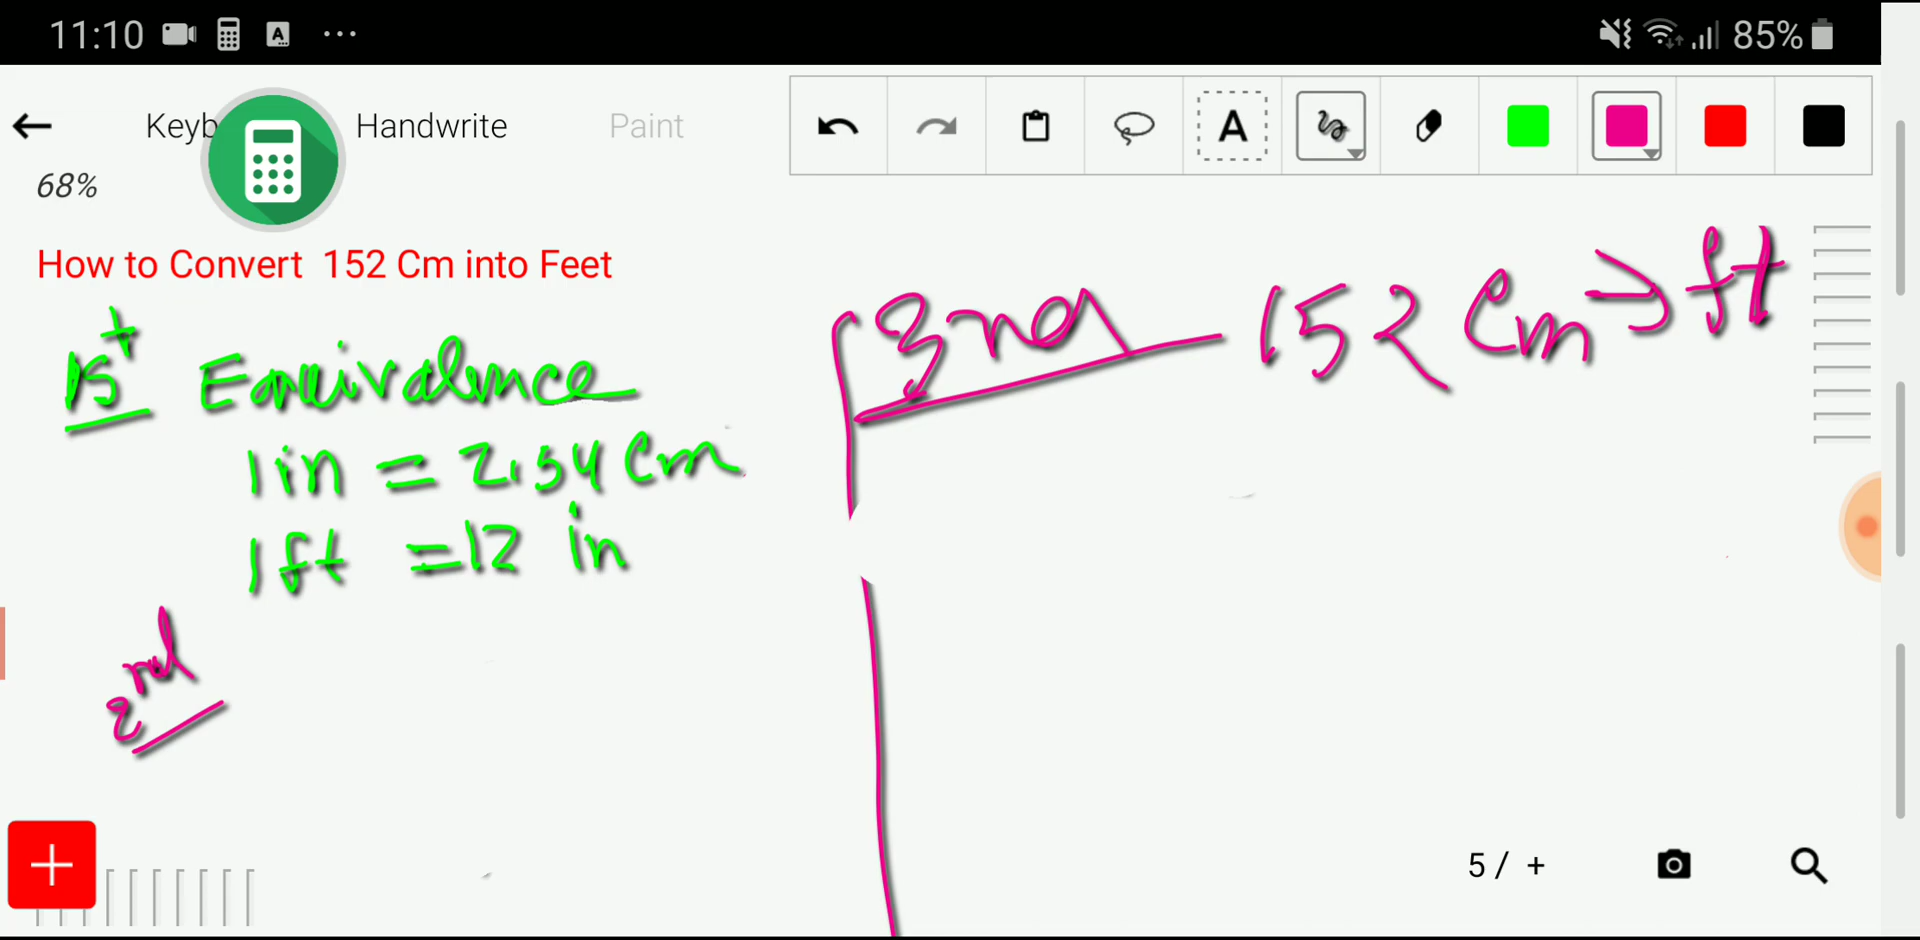 11:10
85%
Keyb
Handwrite
Paint
A
68%
How to Convert 152 Cm into Feet
1st Equivalence
1in = 2.54 Cm
1ft = 12 in
2nd
152 Cm → ft
5 / +